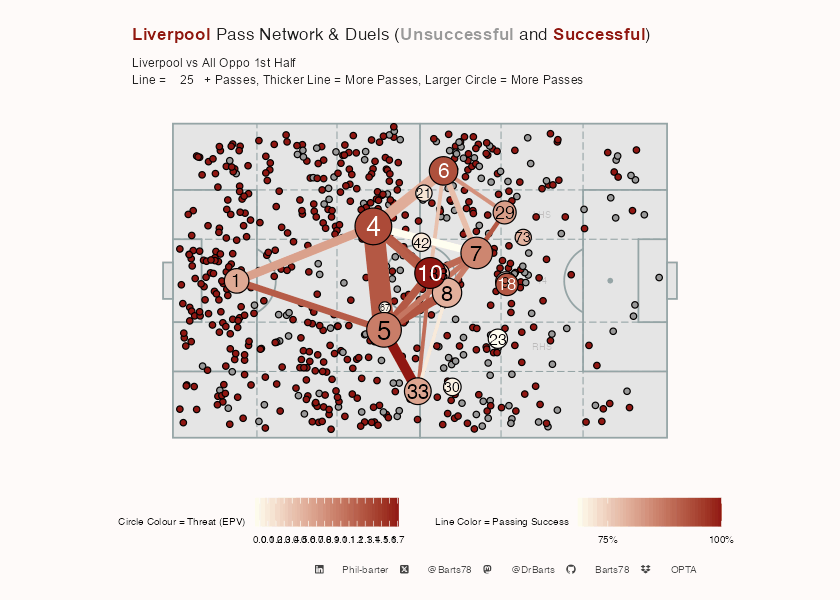 Liverpool Pass Network & Duels (Unsuccessful and Successful)
Liverpool vs All Oppo 1st Half
Line = 25 + Passes, Thicker Line = More Passes, Larger Circle = More Passes
6
21
4
29
73
42
7
10
1
18
8
5
23
30
33
Circle Colour = Threat (EPV)
Line Color = Passing Success
75% 100%
Phil-barter @Barts78 @DrBarts Barts78 OPTA